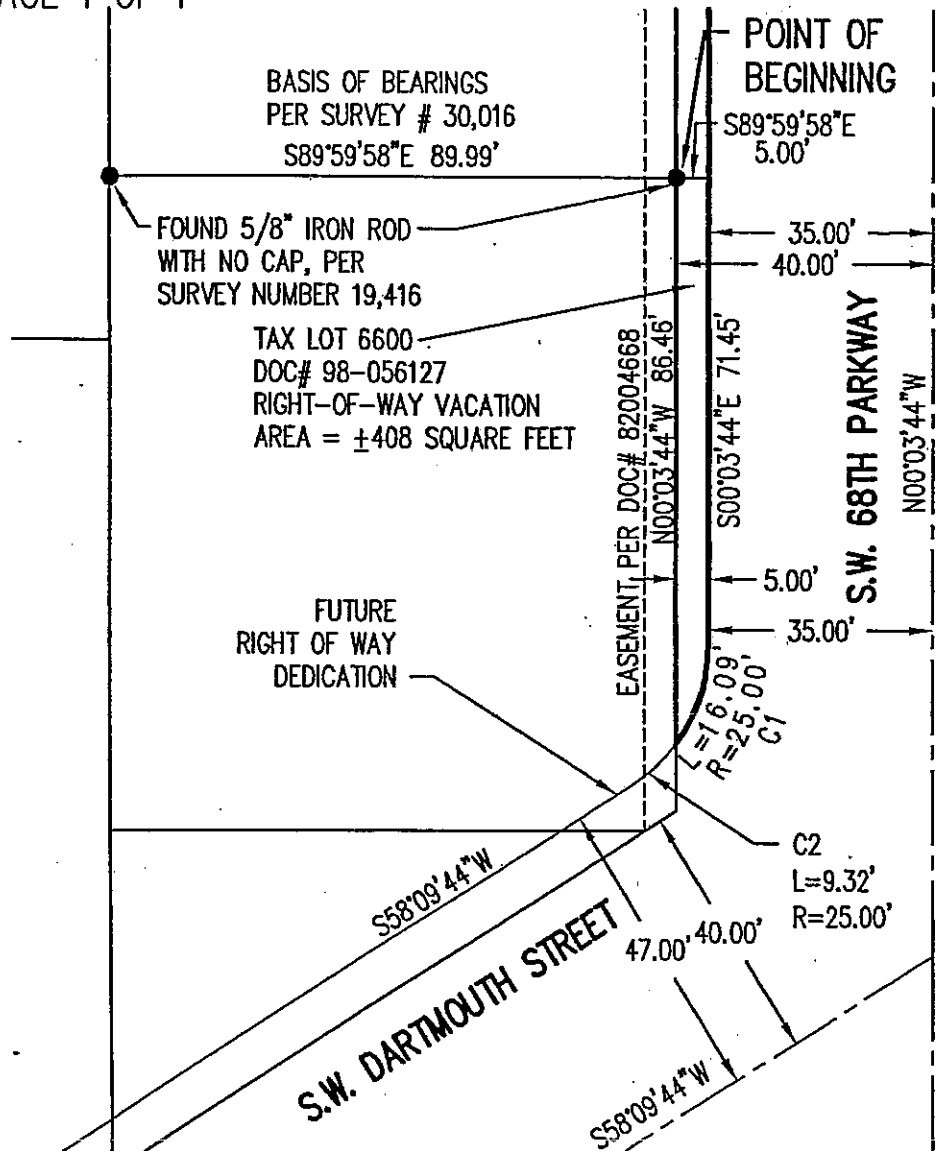 BASIS OF BEARINGS
PER SURVEY # 30,016
S89°59'58"E 89.99'
POINT OF
BEGINNING
S89°59'58"E
5.00'
FOUND 5/8" IRON ROD
WITH NO CAP, PER
SURVEY NUMBER 19,416
35.00'
40.00'
TAX LOT 6600
DOC# 98-056127
RIGHT-OF-WAY VACATION
AREA = ±408 SQUARE FEET
EASEMENT PER DOC# 82004668
N00°03'44"W 86.46'
S00°03'44"E 71.45'
S.W. 68TH PARKWAY
N00°03'44"W
5.00'
35.00'
FUTURE
RIGHT OF WAY
DEDICATION
L=16.09'
R=25.00'
C1
C2
L=9.32'
R=25.00'
S58°09'44"W
S.W. DARTMOUTH STREET
47.00'
40.00'
S58°09'44"W